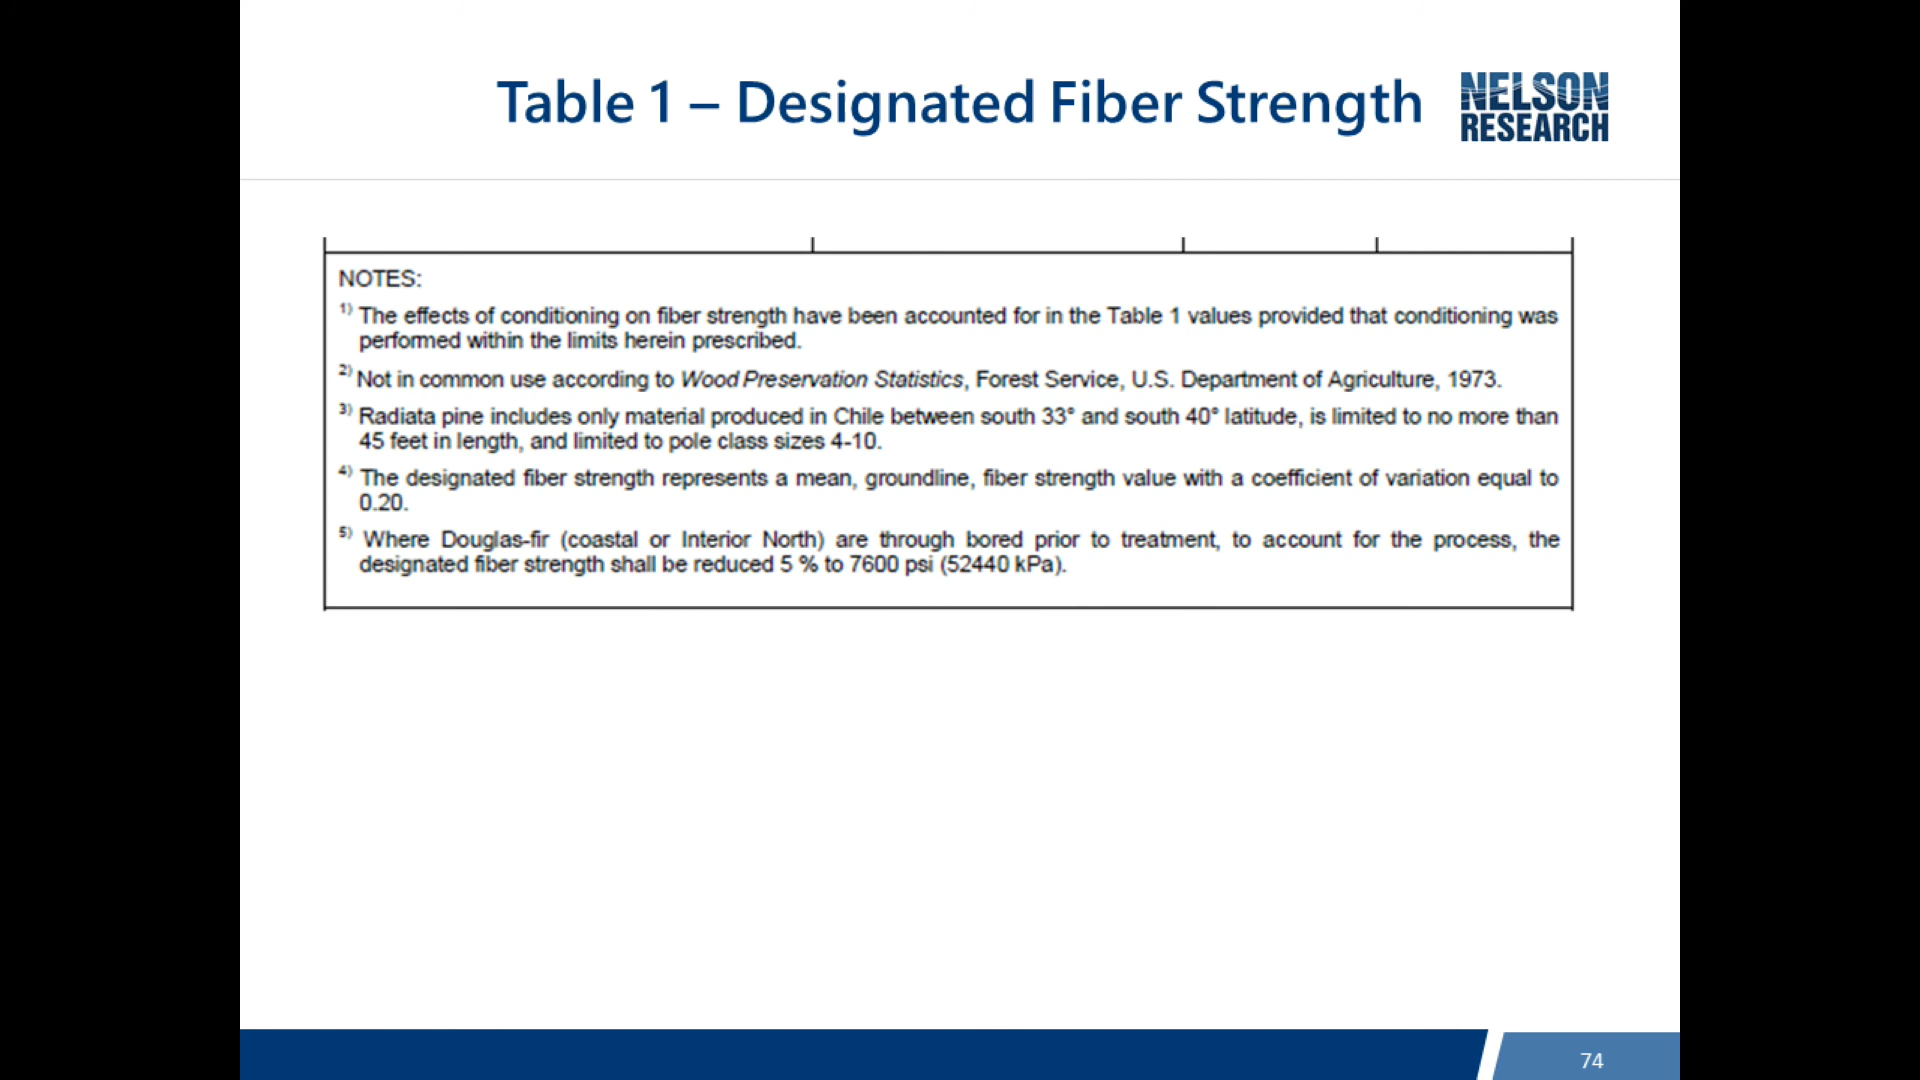 Table 1 – Designated Fiber Strength
NELSON
RESEARCH
NOTES:
1) The effects of conditioning on fiber strength have been accounted for in the Table 1 values provided that conditioning was
performed within the limits herein prescribed.
2) Not in common use according to Wood Preservation Statistics, Forest Service, U.S. Department of Agriculture, 1973.
3) Radiata pine includes only material produced in Chile between south 33° and south 40° latitude, is limited to no more than
45 feet in length, and limited to pole class sizes 4-10.
4) The designated fiber strength represents a mean, groundline, fiber strength value with a coefficient of variation equal to
0.20.
5) Where Douglas-fir (coastal or Interior North) are through bored prior to treatment, to account for the process, the
designated fiber strength shall be reduced 5 % to 7600 psi (52440 kPa).
74